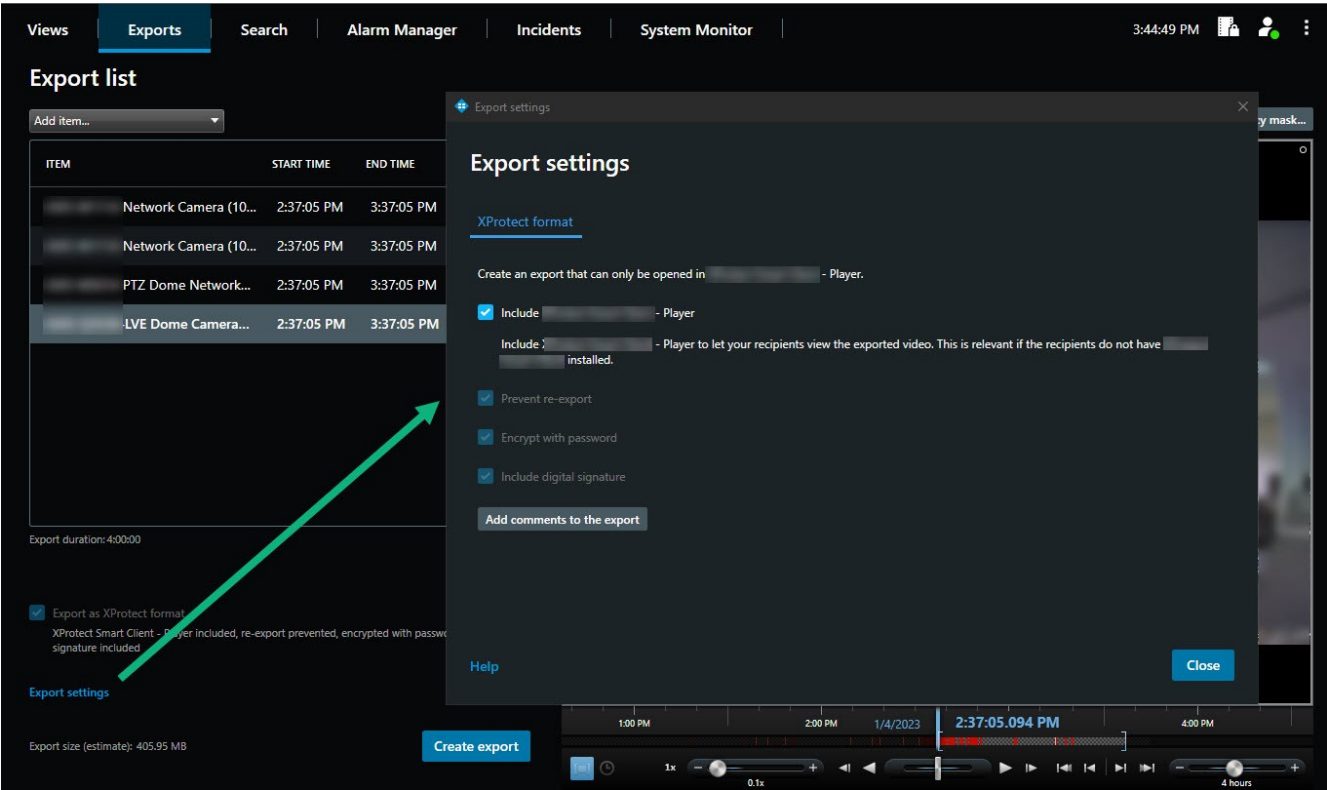 Views Exports Search Alarm Manager Incidents System Monitor 3:44:49 PM
Export list
Add item...
ITEM START TIME END TIME
Network Camera (10... 2:37:05 PM 3:37:05 PM
Network Camera (10... 2:37:05 PM 3:37:05 PM
PTZ Dome Network... 2:37:05 PM 3:37:05 PM
-LVE Dome Camera... 2:37:05 PM 3:37:05 PM
Export duration: 4:00:00
Export as XProtect format
XProtect Smart Client - Player included, re-export prevented, encrypted with passwo
signature included
Export settings
Export size (estimate): 405.95 MB
Create export
Export settings
y mask...
Export settings
XProtect format
Create an export that can only be opened in - Player.
Include - Player
Include - Player to let your recipients view the exported video. This is relevant if the recipients do not have
installed.
Prevent re-export
Encrypt with password
Include digital signature
Add comments to the export
Help
Close
1:00 PM 2:00 PM 1/4/2023 2:37:05.094 PM 4:00 PM
1x
0.1x
4 hours